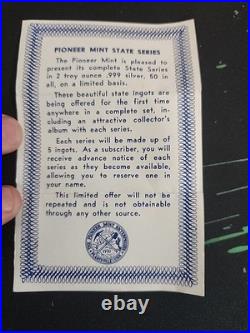 PIONEER MINT STATE SERIES
The Pioneer Mint is pleased to
present its complete State Series
in 2 troy ounce .999 silver, 50 in
all, on a limited basis.
These beautiful state ingots are
being offered for the first time
anywhere in a complete set, in-
cluding an attractive collector's
album with each series.
Each series will be made up of
5 ingots. As a subscriber, you will
receive advance notice of each
series as they become available,
allowing you to reserve one in
your name.
This limited offer will not be
repeated and is not obtainable
through any other source.